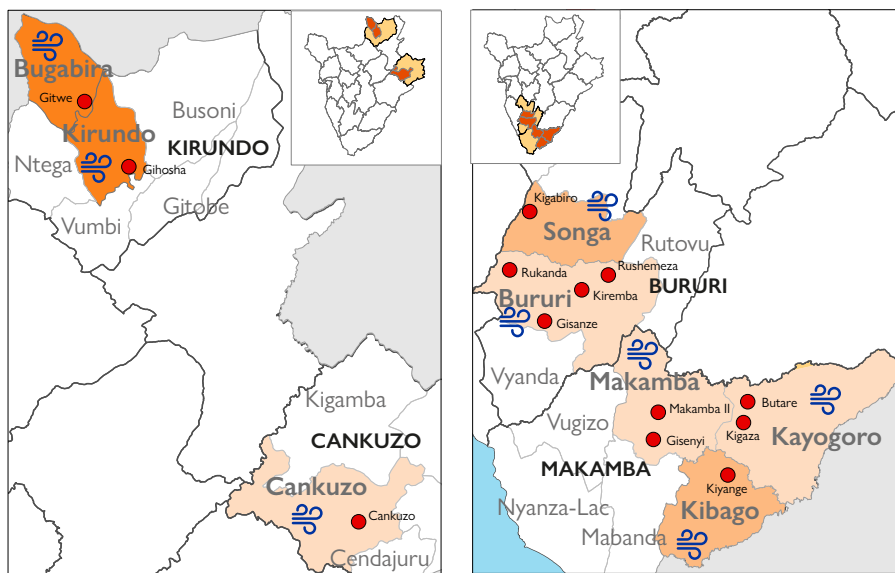 Bugabira
Gitwe
Busoni
Kirundo
KIRUNDO
Ntega
Gihosha
Gitobe
Vumbi
Kigamba
CANKUZO
Cankuzo
Cankuzo
Cendajuru
Kigabiro
Songa
Rutovu
Rukanda
Rushemeza
BURURI
Bururi
Kiremba
Gisanze
Vyanda
Makamba
Makamba II
Butare
Vugizo
Kigaza
Kayogoro
Gisenyi
MAKAMBA
Kiyange
Nyanza-Lac
Kibago
Mabanda